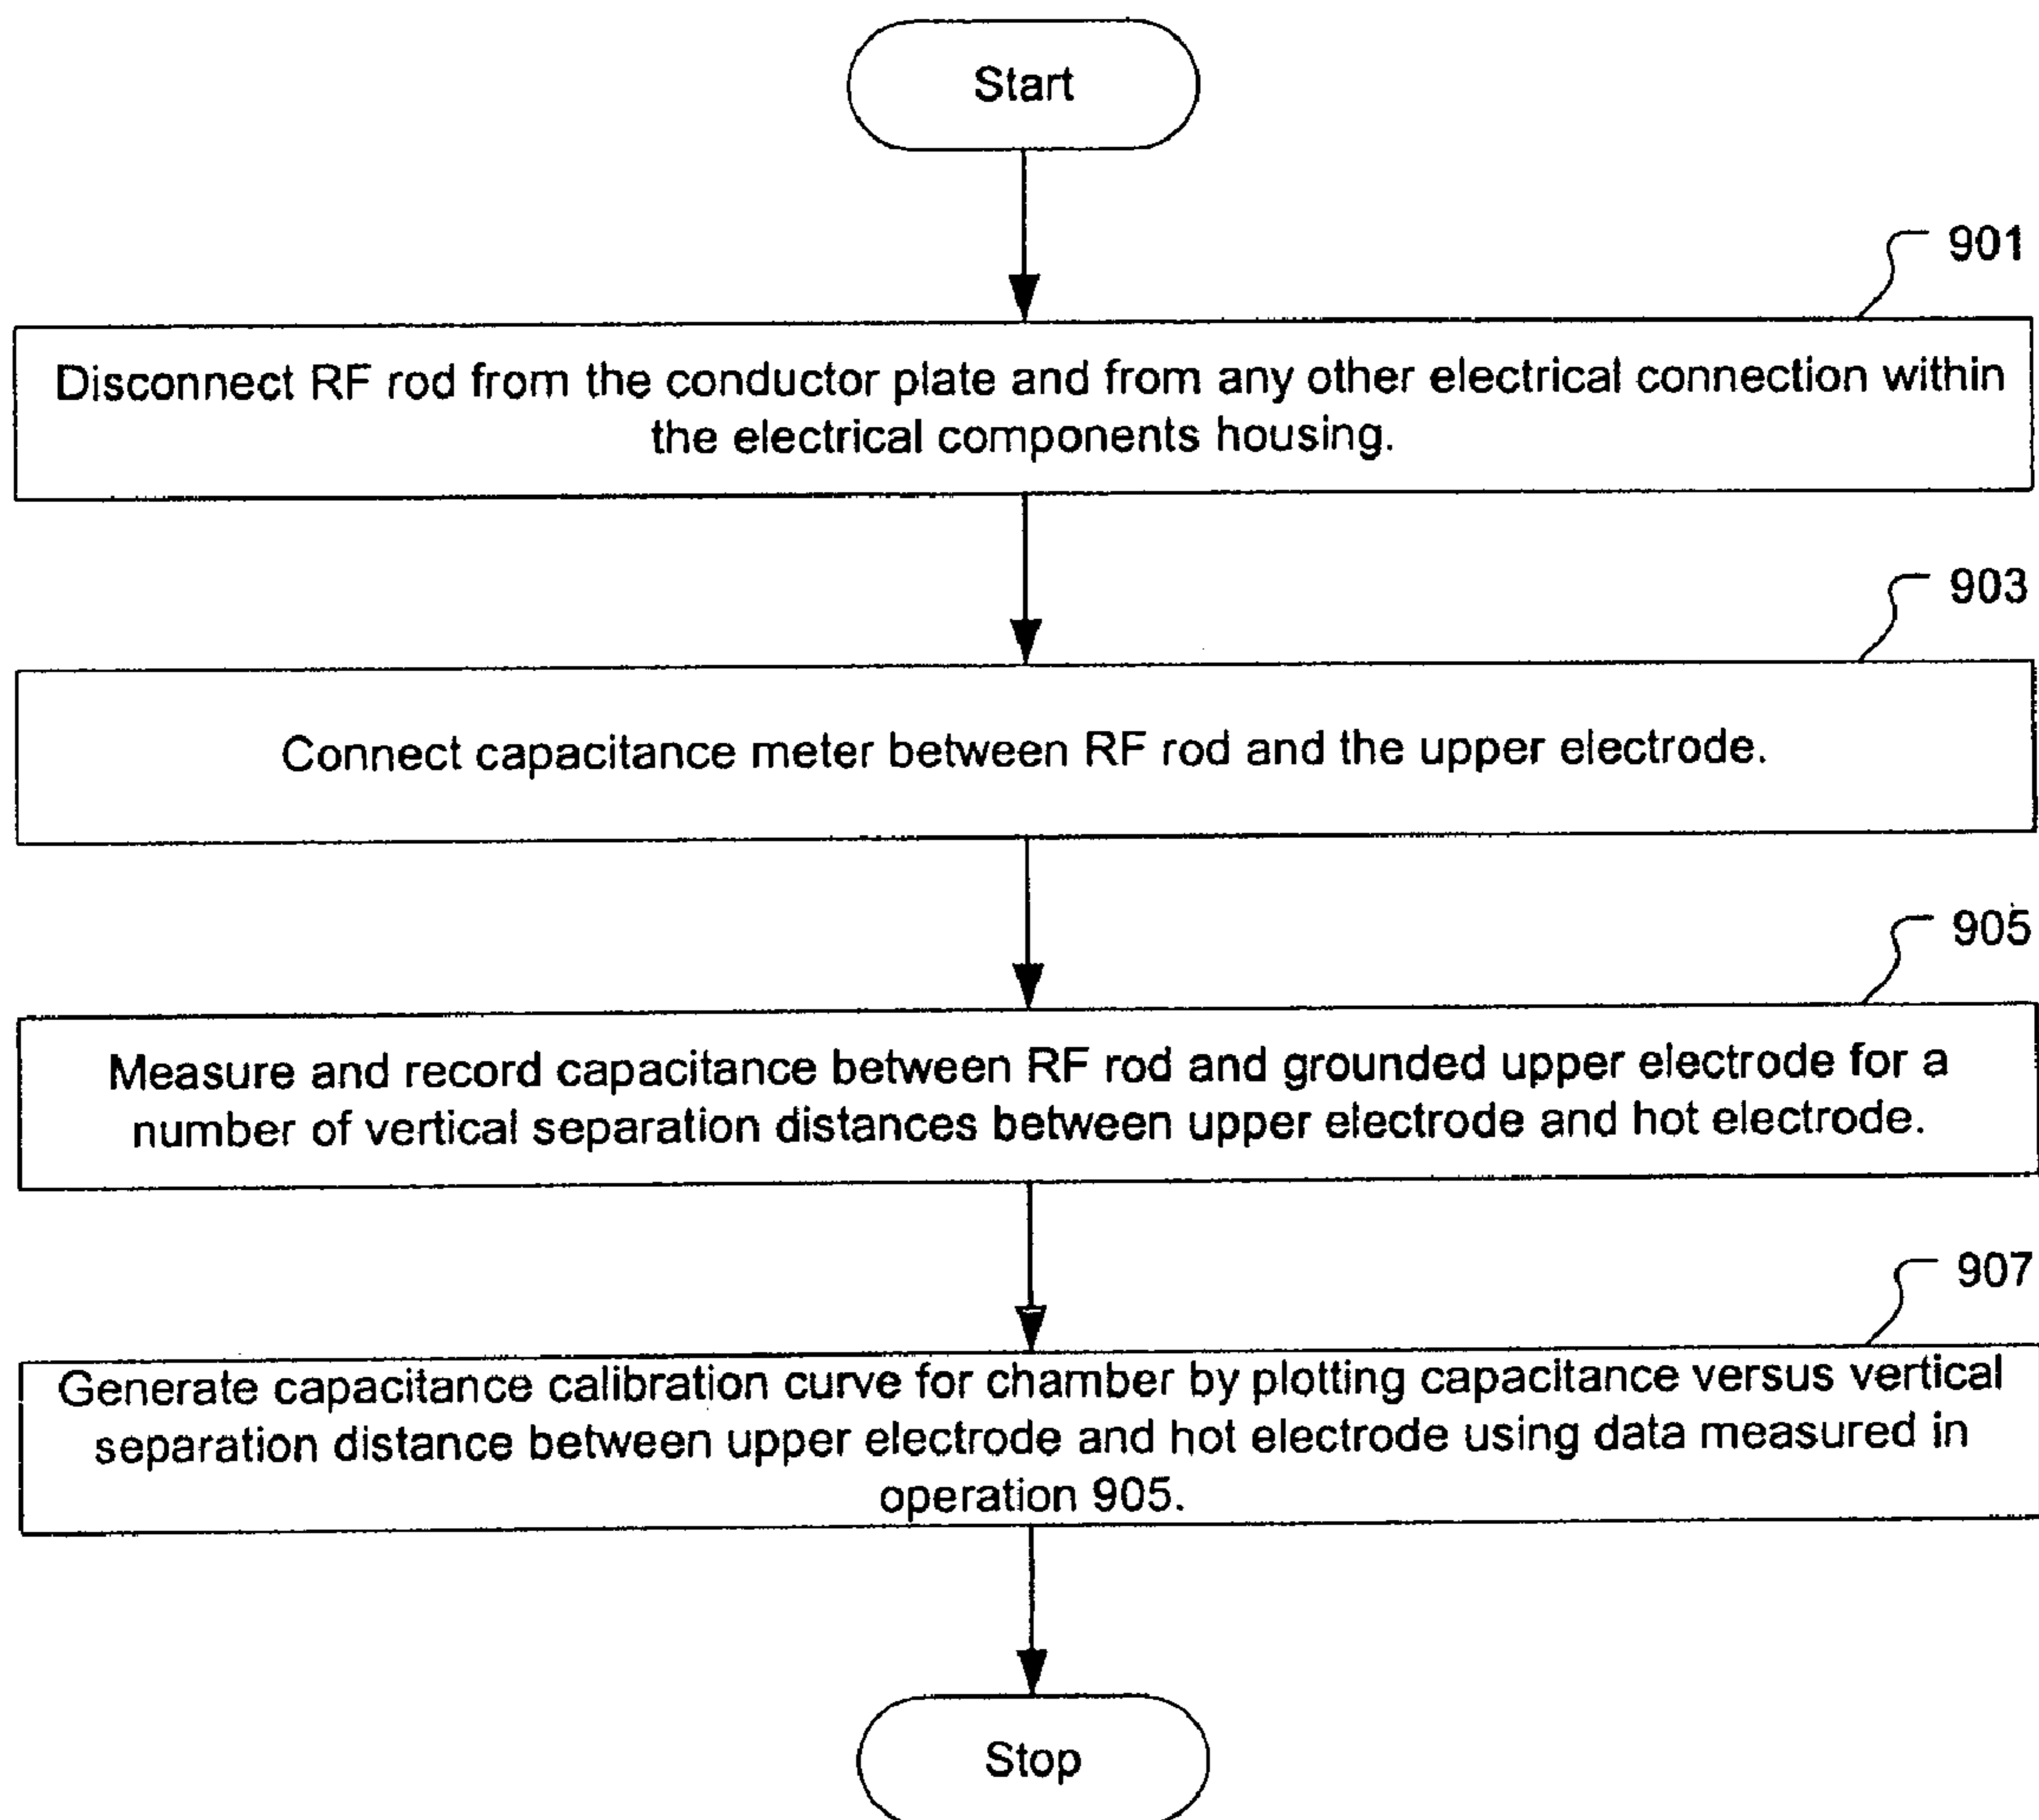 Start
901
Disconnect RF rod from the conductor plate and from any other electrical connection within
the electrical components housing.
903
Connect capacitance meter between RF rod and the upper electrode.
905
Measure and record capacitance between RF rod and grounded upper electrode for a
number of vertical separation distances between upper electrode and hot electrode.
907
Generate capacitance calibration curve for chamber by plotting capacitance versus vertical
separation distance between upper electrode and hot electrode using data measured in
operation 905.
Stop